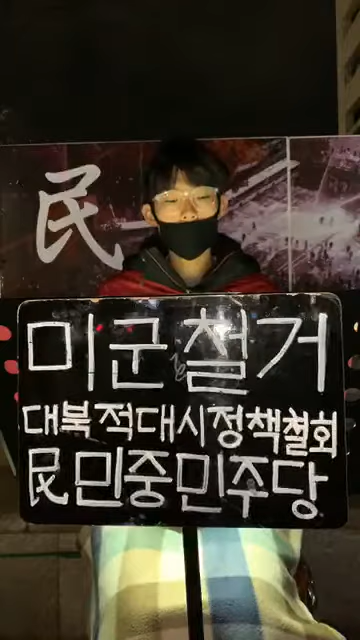 民
미군철거
대북적대시정책철회
民민중민주당